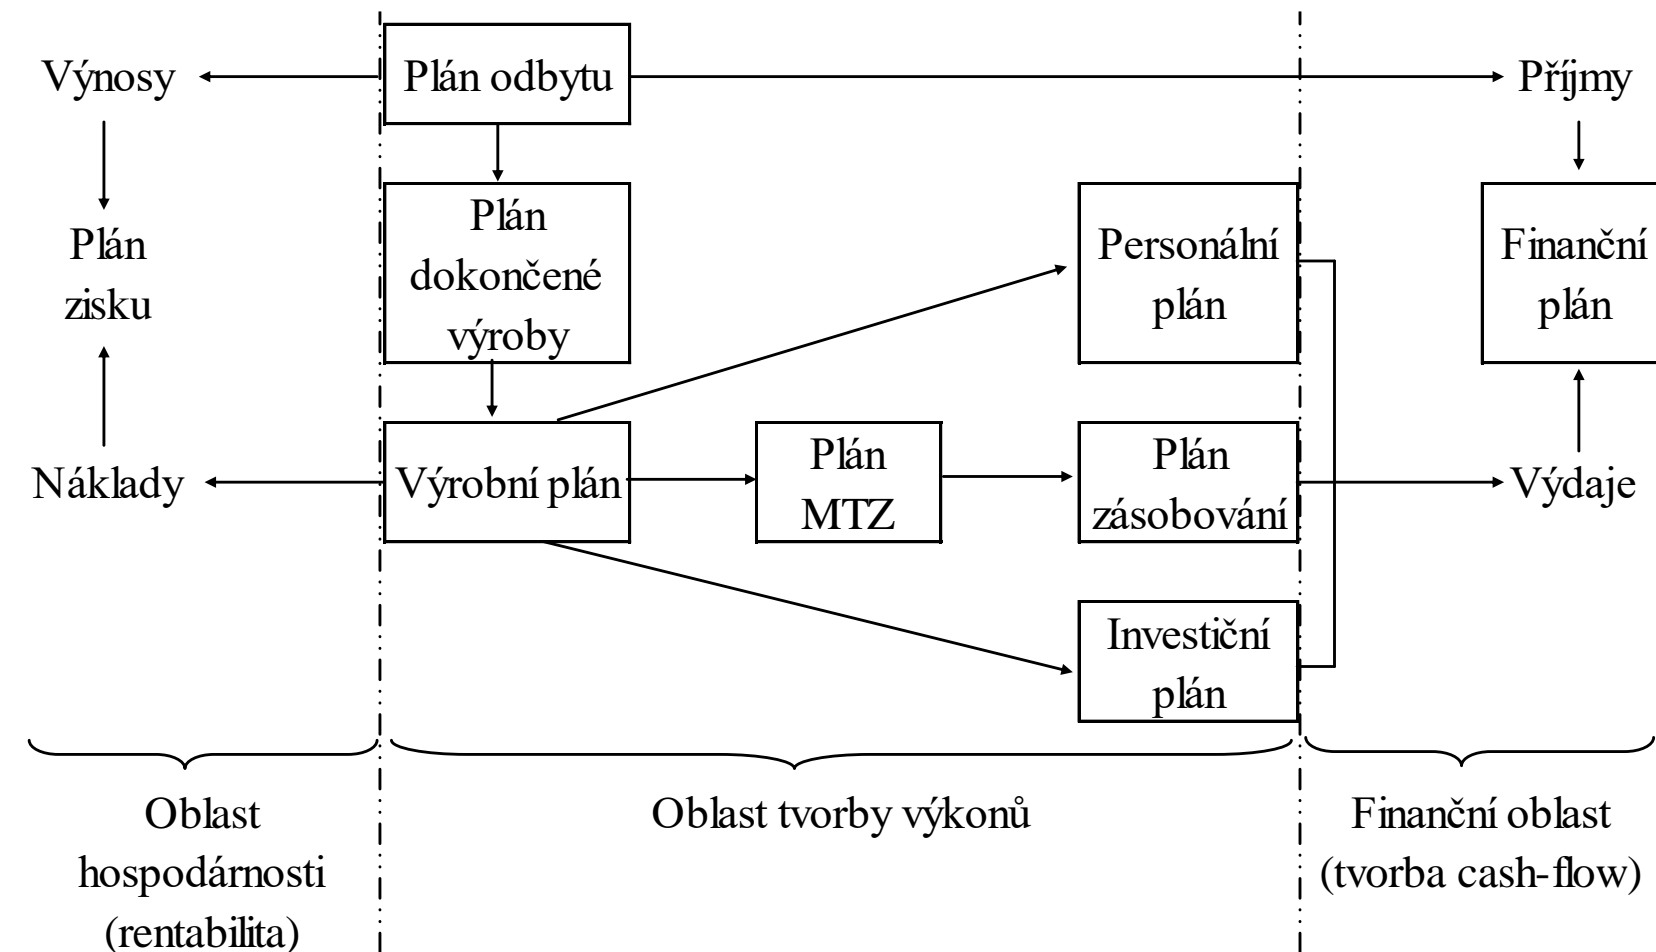 Výnosy
Plán odbytu
Příjmy
Plán
zisku
Plán
dokončené
výroby
Personální
plán
Finanční
plán
Náklady
Výrobní plán
Plán
MTZ
Plán
zásobování
Výdaje
Investiční
plán
Oblast
hospodárnosti
(rentabilita)
Oblast tvorby výkonů
Finanční oblast
(tvorba cash-flow)